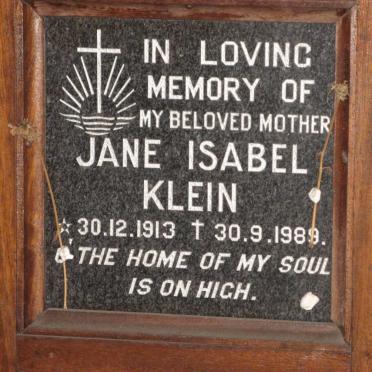 IN LOVING
MEMORY OF
MY BELOVED MOTHER
JANE ISABEL
KLEIN
☆ 30.12.1913 † 30.9.1989.
THE HOME OF MY SOUL
IS ON HIGH.